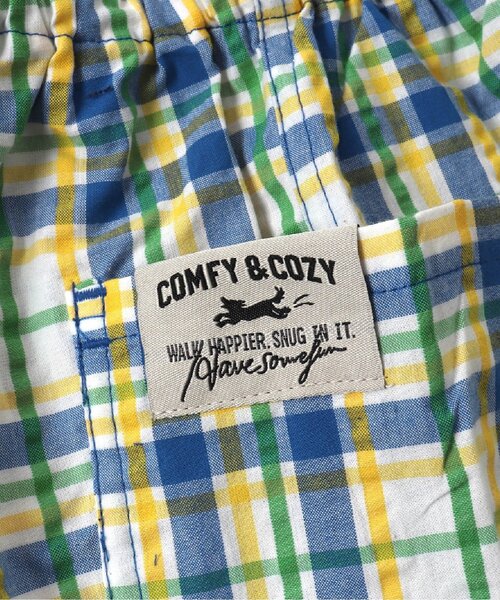 COMFY & COZY
WALK HAPPIER. SNUG IN IT.
Have some fun